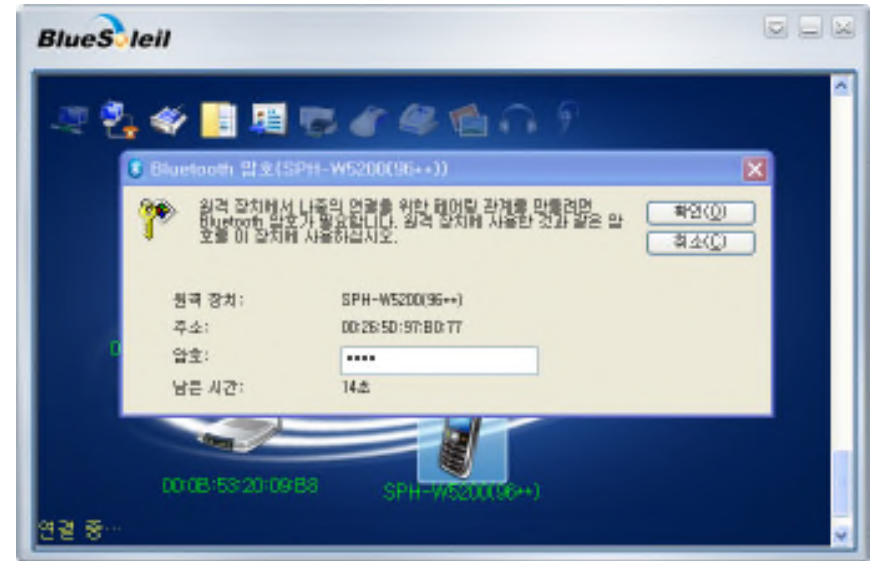 BlueSoleil
Bluetooth 암호(SPH-W5200(96++))
원격 장치에서 나중의 연결을 위한 페어링 관계를 만들려면
Bluetooth 암호가 필요합니다. 원격 장치에 사용한 것과 같은 암
호를 이 장치에 사용하십시오.
확인(O)
취소(C)
원격 장치: SPH-W5200(96++)
주소: 00:26:5D:97:BD:77
암호: ••••
남은 시간: 14초
00:0B:53:20:09:B8
SPH-W5200(96++)
연결 중...